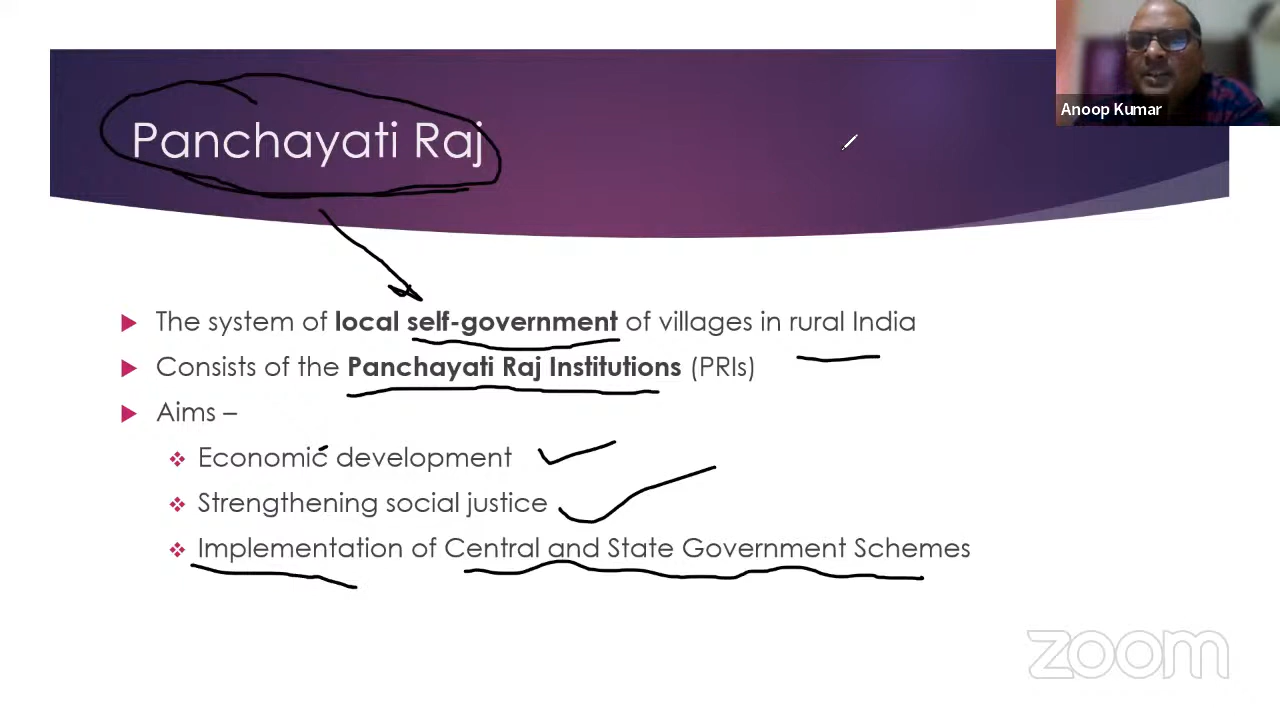 Anoop Kumar
Panchayati Raj
The system of local self-government of villages in rural India
Consists of the Panchayati Raj Institutions (PRIs)
Aims –
Economic development
Strengthening social justice
Implementation of Central and State Government Schemes
zoom